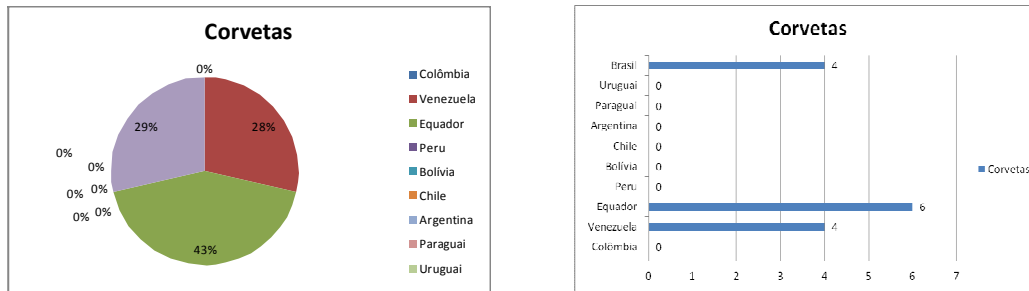 Corvetas
0%
28%
29%
0%
0%
0%
0%
0%
0%
43%
Colômbia
Venezuela
Equador
Peru
Bolívia
Chile
Argentina
Paraguai
Uruguai
Corvetas
Brasil 4
Uruguai 0
Paraguai 0
Argentina 0
Chile 0
Bolívia 0
Peru 0
Equador 6
Venezuela 4
Colômbia 0
0 1 2 3 4 5 6 7
Corvetas